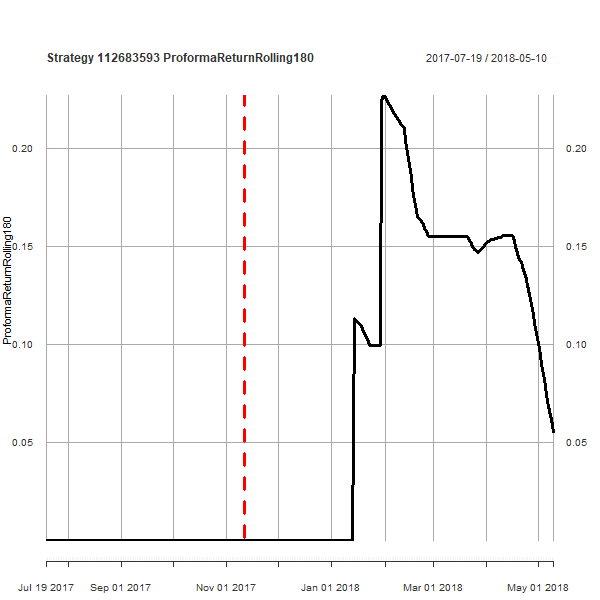 Strategy 112683593 ProformaReturnRolling180
2017-07-19 / 2018-05-10
ProformaReturnRolling180
0.20 0.20
0.15 0.15
0.10 0.10
0.05 0.05
Jul 19 2017 Sep 01 2017 Nov 01 2017 Jan 01 2018 Mar 01 2018 May 01 2018